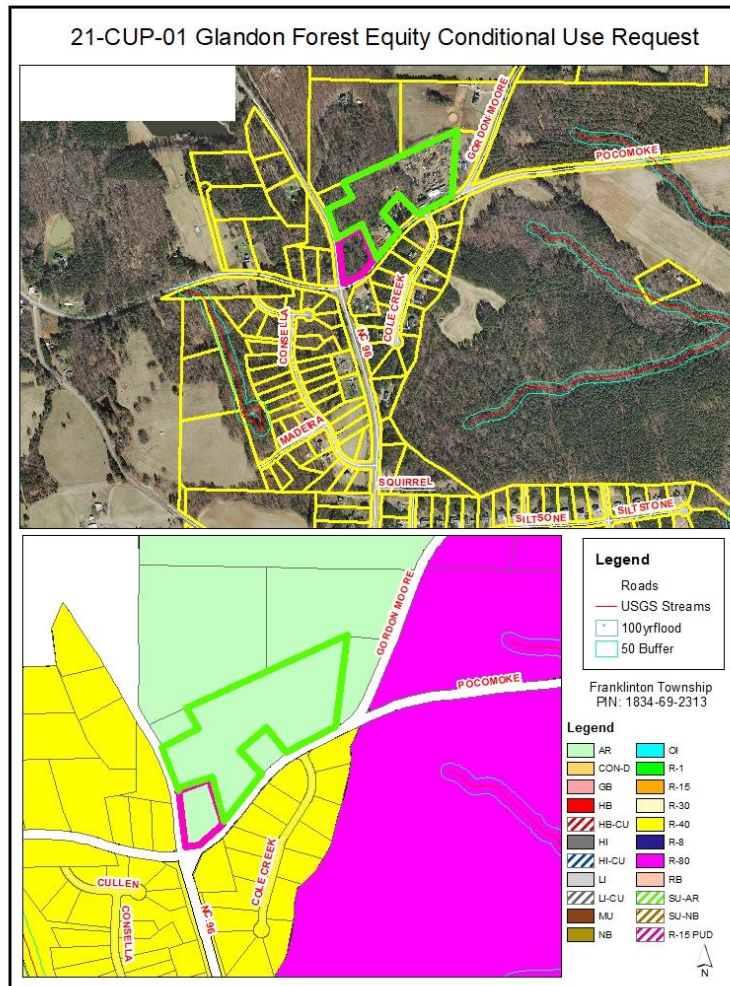 21-CUP-01 Glandon Forest Equity Conditional Use Request
GORDON MOORE
POCOMOKE
CONSELLA
COLE CREEK
NC 96
MADEIRA
SQUIRREL
SILTSONE
SILTSTONE
GORDON MOORE
POCOMOKE
COLE CREEK
CULLEN
CONSELLA
NC 96
Legend
Roads
USGS Streams
100yrflood
50 Buffer
Franklinton Township
PIN: 1834-69-2313
Legend
AR
CON-D
GB
HB
HB-CU
HI
HI-CU
LI
LI-CU
MU
NB
OI
R-1
R-15
R-30
R-40
R-8
R-80
RB
SU-AR
SU-NB
R-15 PUD
N